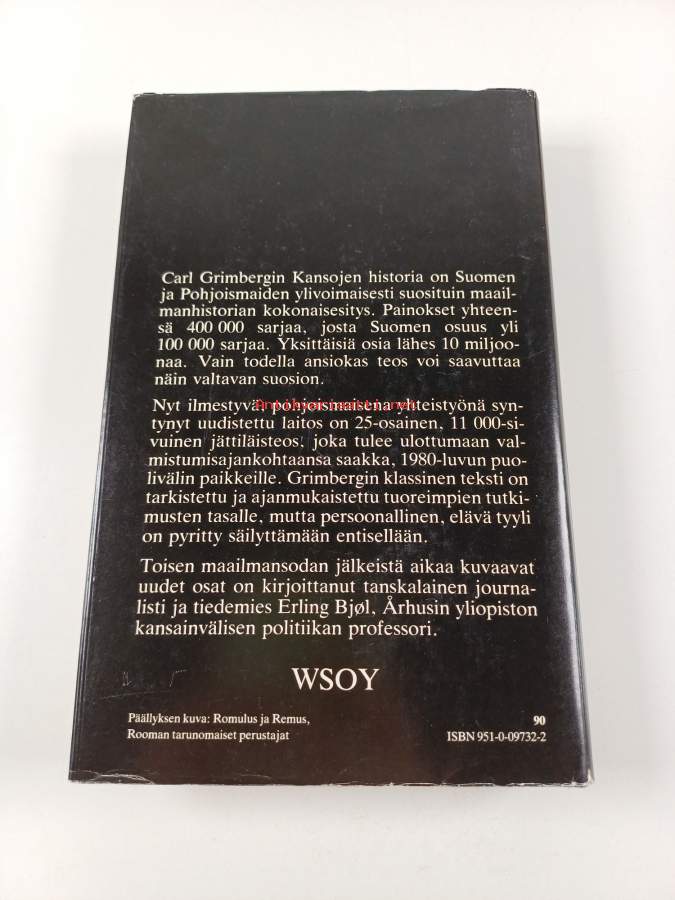 Carl Grimbergin Kansojen historia on Suomen
ja Pohjoismaiden ylivoimaisesti suosituin maail-
manhistorian kokonaisesitys. Painokset yhteen-
sä 400 000 sarjaa, josta Suomen osuus yli
100 000 sarjaa. Yksittäisiä osia lähes 10 miljoo-
naa. Vain todella ansiokas teos voi saavuttaa
näin valtavan suosion.
Nyt ilmestyvä pohjoismaisena yhteistyönä syn-
tynyt uudistettu laitos on 25-osainen, 11 000-si-
vuinen jättiläisteos, joka tulee ulottumaan val-
mistumisajankohtaansa saakka, 1980-luvun puo-
livälin paikkeille. Grimbergin klassinen teksti on
tarkistettu ja ajanmukaistettu tuoreimpien tutki-
musten tasalle, mutta persoonallinen, elävä tyyli
on pyritty säilyttämään entisellään.
Toisen maailmansodan jälkeistä aikaa kuvaavat
uudet osat on kirjoittanut tanskalainen journa-
listi ja tiedemies Erling Bjøl, Århusin yliopiston
kansainvälisen politiikan professori.
WSOY
Päällyksen kuva: Romulus ja Remus,
Rooman tarunomaiset perustajat
90
ISBN 951-0-09732-2